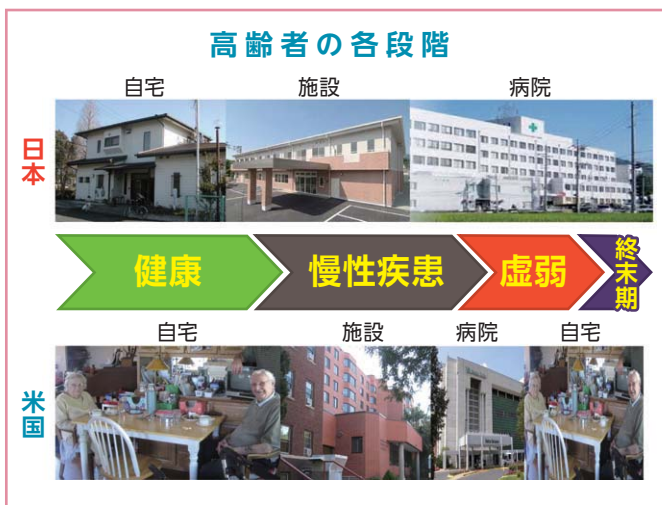 高齢者の各段階
自宅 施設 病院
日本
健康 慢性疾患 虚弱 終末期
自宅 施設 病院 自宅
米国